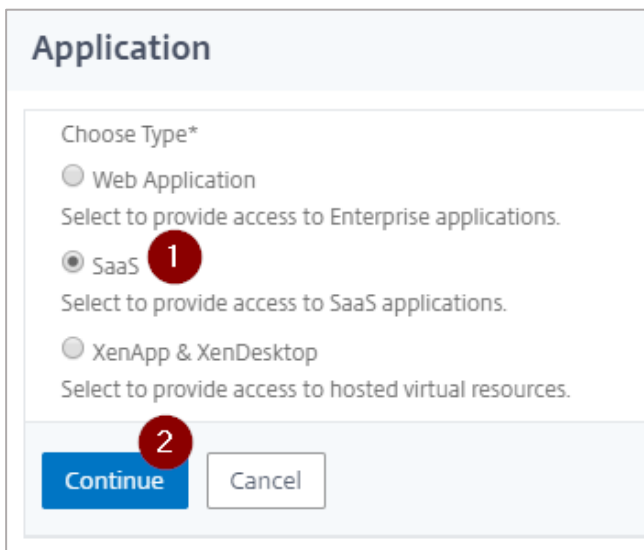 Application
Choose Type*
Web Application
Select to provide access to Enterprise applications.
SaaS 1
Select to provide access to SaaS applications.
XenApp & XenDesktop
Select to provide access to hosted virtual resources.
2
Continue Cancel